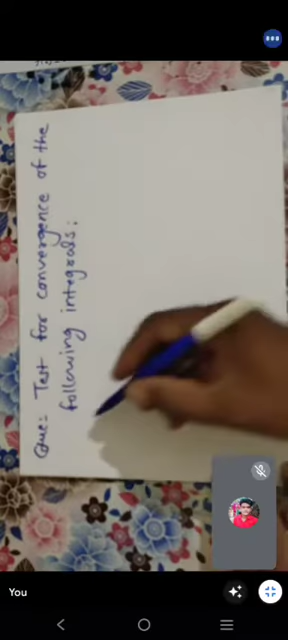 Que:- Test for convergence of the
following integrals:
You